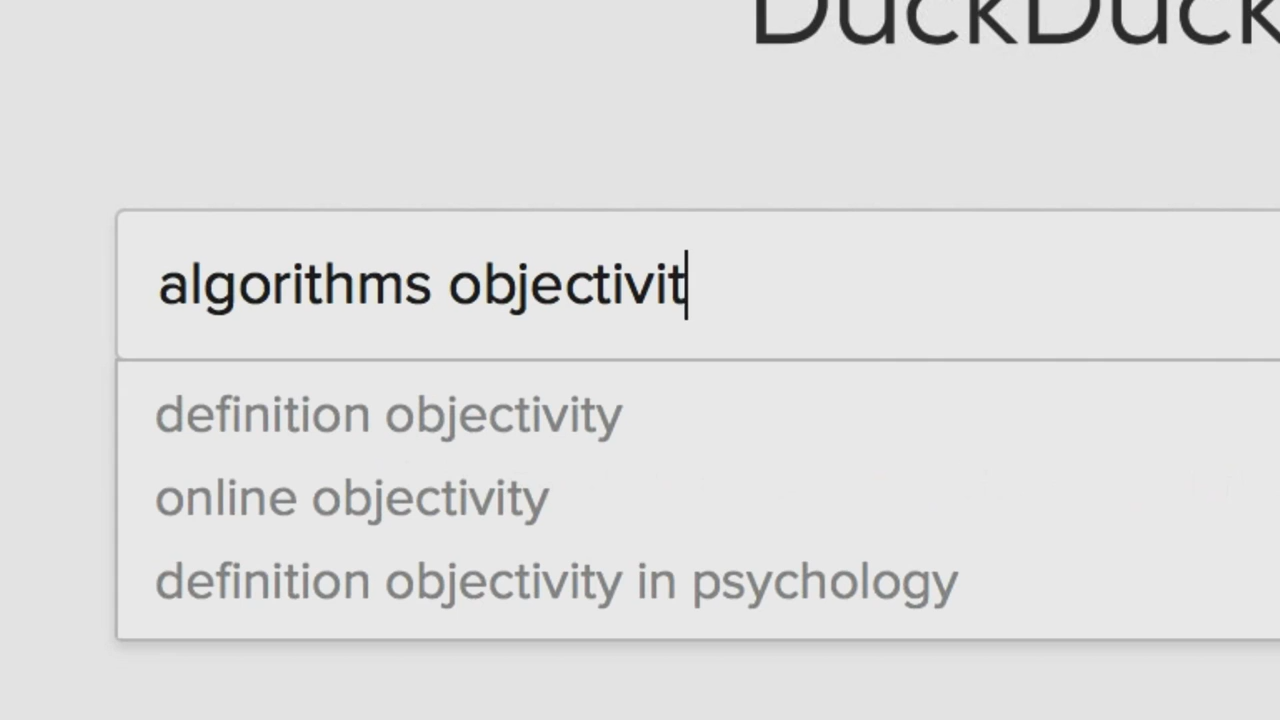 DuckDuck
algorithms objectivit
definition objectivity
online objectivity
definition objectivity in psychology